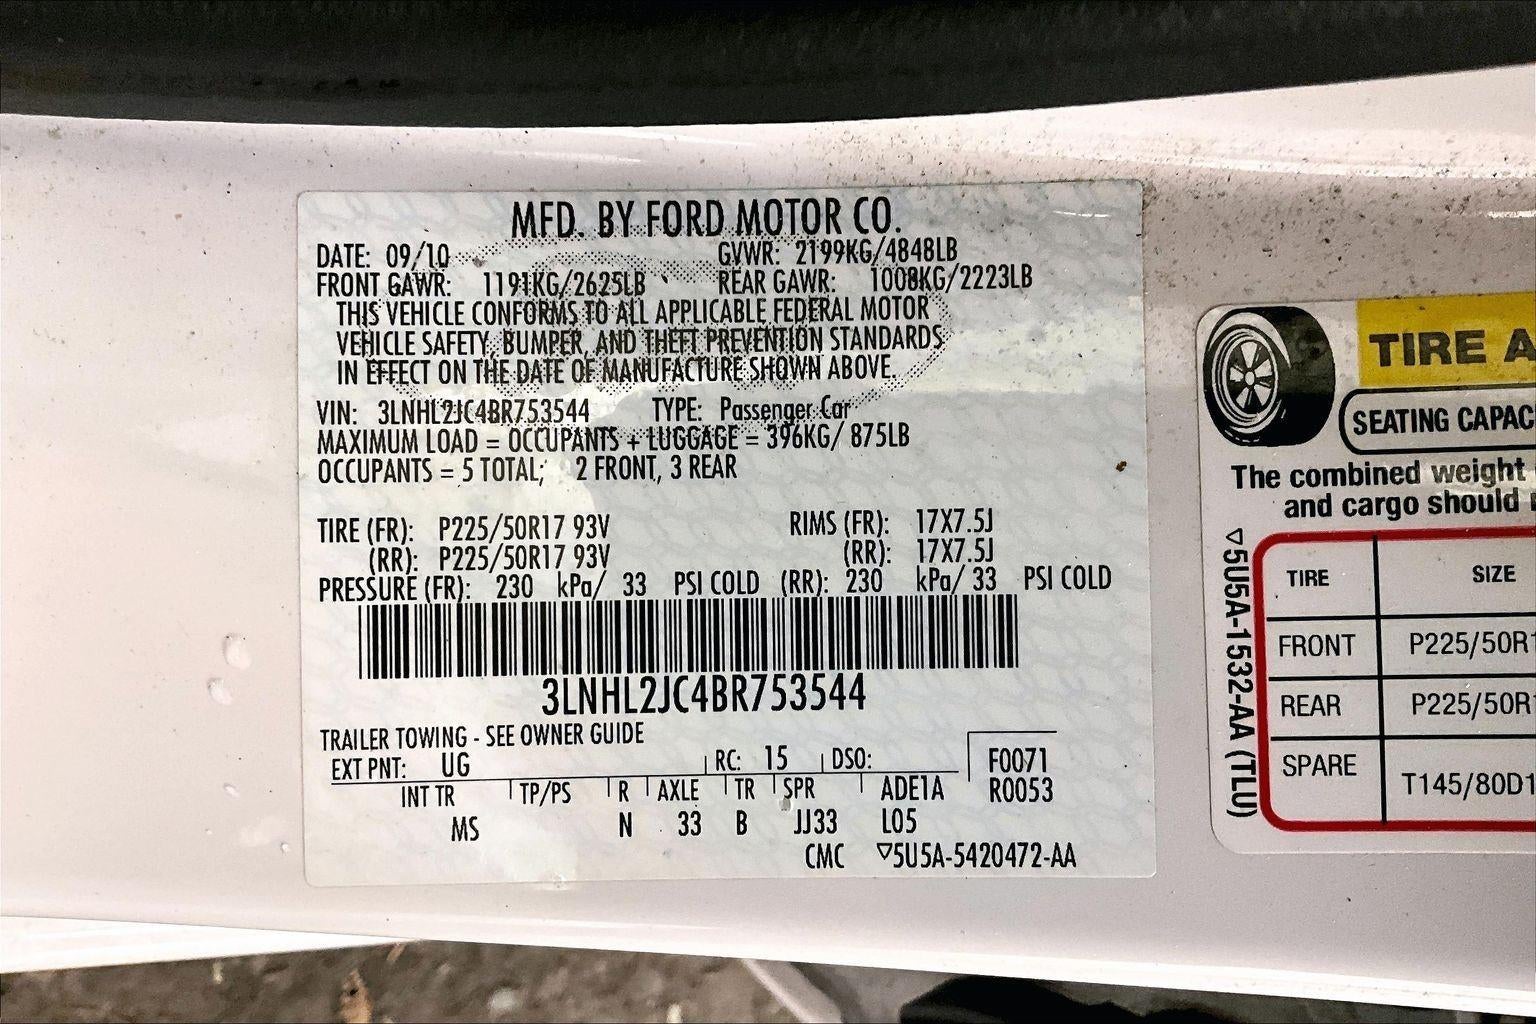 MFD. BY FORD MOTOR CO.
DATE: 09/10 GVWR: 2199KG/4848LB
FRONT GAWR: 1191KG/2625LB REAR GAWR: 1008KG/2223LB
THIS VEHICLE CONFORMS TO ALL APPLICABLE FEDERAL MOTOR
VEHICLE SAFETY, BUMPER, AND THEFT PREVENTION STANDARDS
IN EFFECT ON THE DATE OF MANUFACTURE SHOWN ABOVE.
VIN: 3LNHL2JC4BR753544 TYPE: Passenger Car
MAXIMUM LOAD = OCCUPANTS + LUGGAGE = 396KG/ 875LB
OCCUPANTS = 5 TOTAL; 2 FRONT, 3 REAR
TIRE (FR): P225/50R17 93V RIMS (FR): 17X7.5J
(RR): P225/50R17 93V (RR): 17X7.5J
PRESSURE (FR): 230 kPa/ 33 PSI COLD (RR): 230 kPa/ 33 PSI COLD
3LNHL2JC4BR753544
TRAILER TOWING - SEE OWNER GUIDE
EXT PNT: UG RC: 15 DSO: F0071
INT TR TP/PS R AXLE TR SPR ADE1A R0053
MS N 33 B JJ33 L05
CMC ▽5U5A-5420472-AA
TIRE A
SEATING CAPAC
The combined weight
and cargo should
▽5U5A-1532-AA (TLU)
TIRE SIZE
FRONT P225/50R1
REAR P225/50R1
SPARE T145/80D1